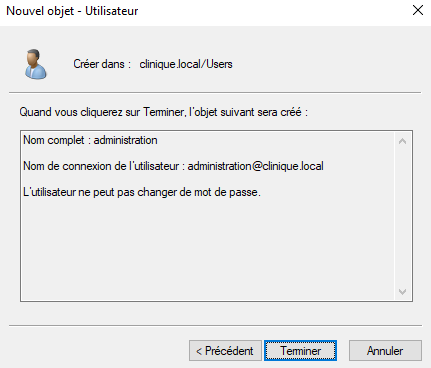 Nouvel objet - Utilisateur
Créer dans : clinique.local/Users
Quand vous cliquerez sur Terminer, l'objet suivant sera créé :
Nom complet : administration
Nom de connexion de l'utilisateur : administration@clinique.local
L'utilisateur ne peut pas changer de mot de passe.
< Précédent Terminer Annuler